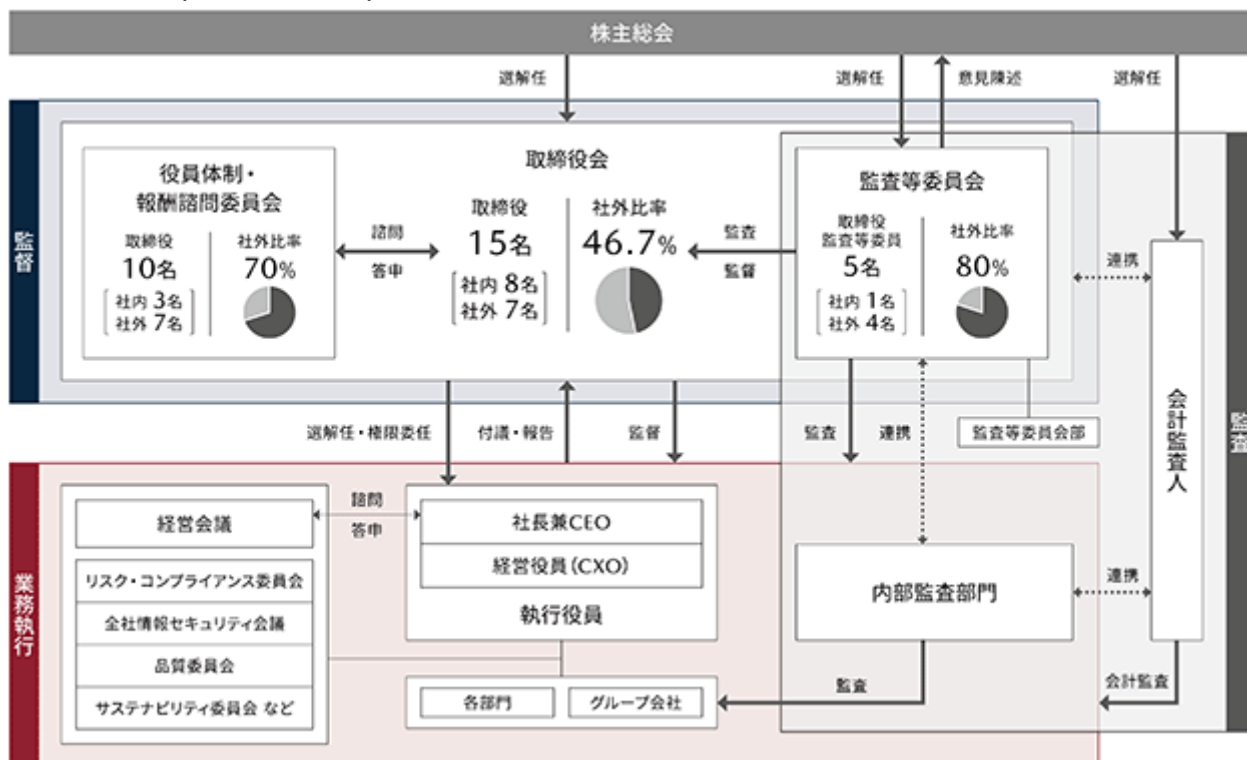 株主総会
選解任
選解任
意見陳述
選解任
監督
役員体制・
報酬諮問委員会
取締役
10名
社内 3名
社外 7名
社外比率
70%
諮問
答申
取締役会
取締役
15名
社内 8名
社外 7名
社外比率
46.7%
監査
監督
監査等委員会
取締役
監査等委員
5名
社内 1名
社外 4名
社外比率
80%
連携
会計監査人
監査
選解任・権限委任
付議・報告
監督
監査
連携
監査等委員会部
業務執行
経営会議
リスク・コンプライアンス委員会
全社情報セキュリティ会議
品質委員会
サステナビリティ委員会 など
諮問
答申
社長兼CEO
経営役員(CXO)
執行役員
各部門
グループ会社
内部監査部門
連携
監査
会計監査